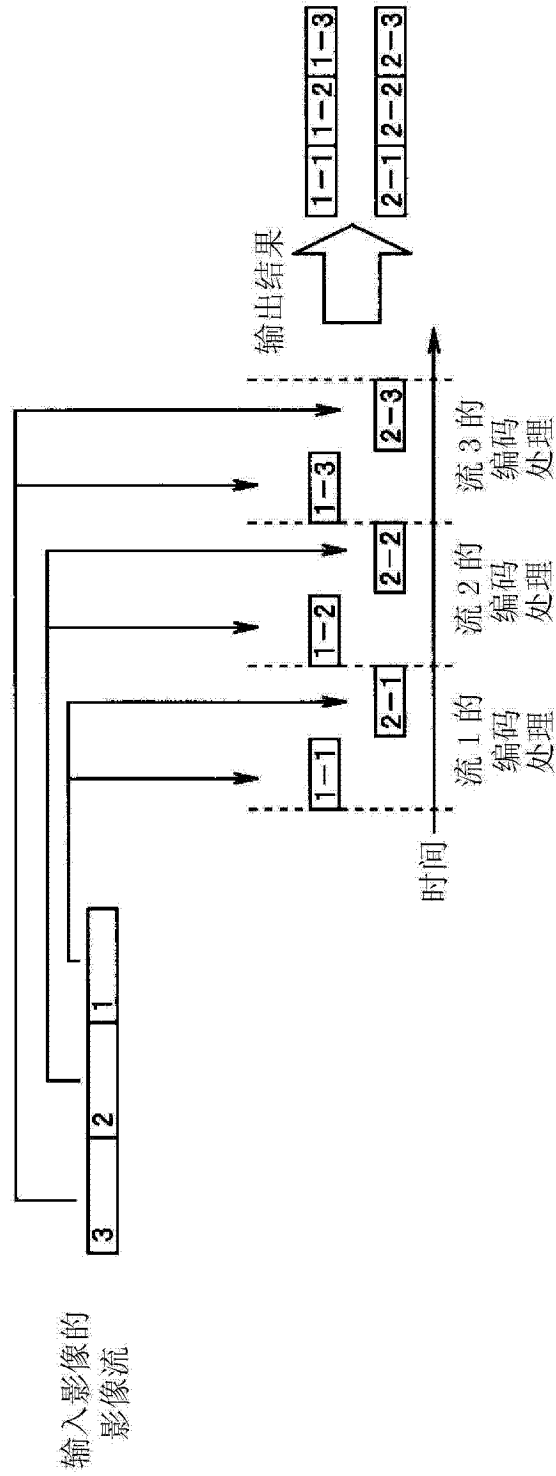 输入影像的
影像流
3 2 1
1-1 1-2 1-3
2-1 2-2 2-3
时间
流1的
编码
处理
流2的
编码
处理
流3的
编码
处理
输出结果
1-1 1-2 1-3
2-1 2-2 2-3